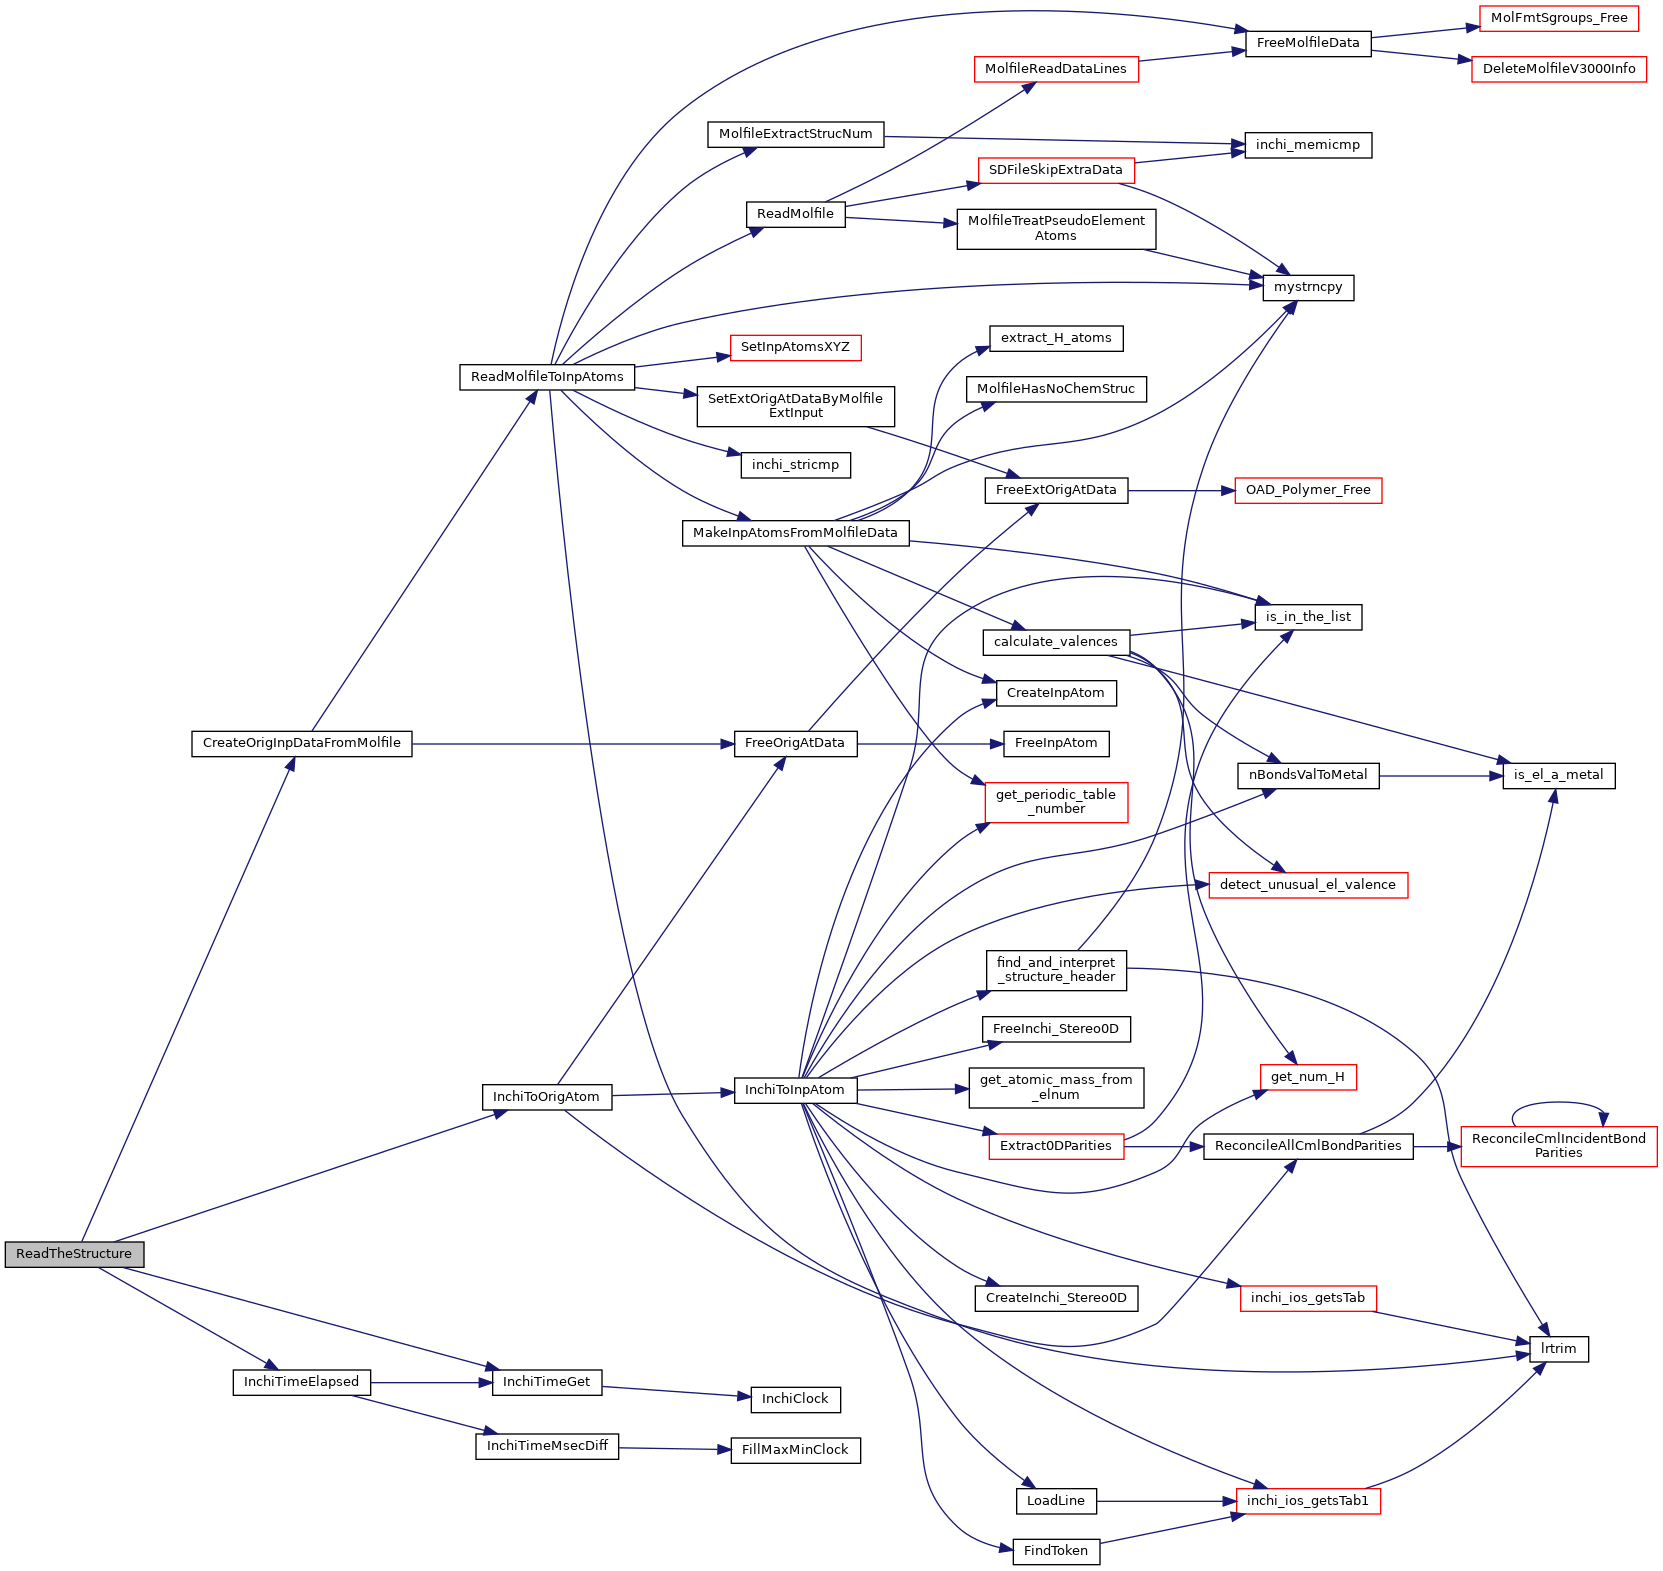 MolFmtSgroups_Free
FreeMolfileData
MolfileReadDataLines
DeleteMolfileV3000Info
MolfileExtractStrucNum
inchi_memicmp
SDFileSkipExtraData
ReadMolfile
MolfileTreatPseudoElement
Atoms
mystrncpy
extract_H_atoms
SetInpAtomsXYZ
ReadMolfileToInpAtoms
MolfileHasNoChemStruc
SetExtOrigAtDataByMolfile
ExtInput
inchi_stricmp
FreeExtOrigAtData
OAD_Polymer_Free
MakeInpAtomsFromMolfileData
is_in_the_list
calculate_valences
CreateInpAtom
CreateOrigInpDataFromMolfile
FreeOrigAtData
FreeInpAtom
nBondsValToMetal
is_el_a_metal
get_periodic_table
_number
detect_unusual_el_valence
find_and_interpret
_structure_header
FreeInchi_Stereo0D
get_num_H
get_atomic_mass_from
_elnum
InchiToInpAtom
InchiToOrigAtom
Extract0DParities
ReconcileAllCmlBondParities
ReconcileCmlIncidentBond
Parities
ReadTheStructure
CreateInchi_Stereo0D
inchi_ios_getsTab
lrtrim
InchiTimeElapsed
InchiTimeGet
InchiClock
InchiTimeMsecDiff
FillMaxMinClock
LoadLine
inchi_ios_getsTab1
FindToken